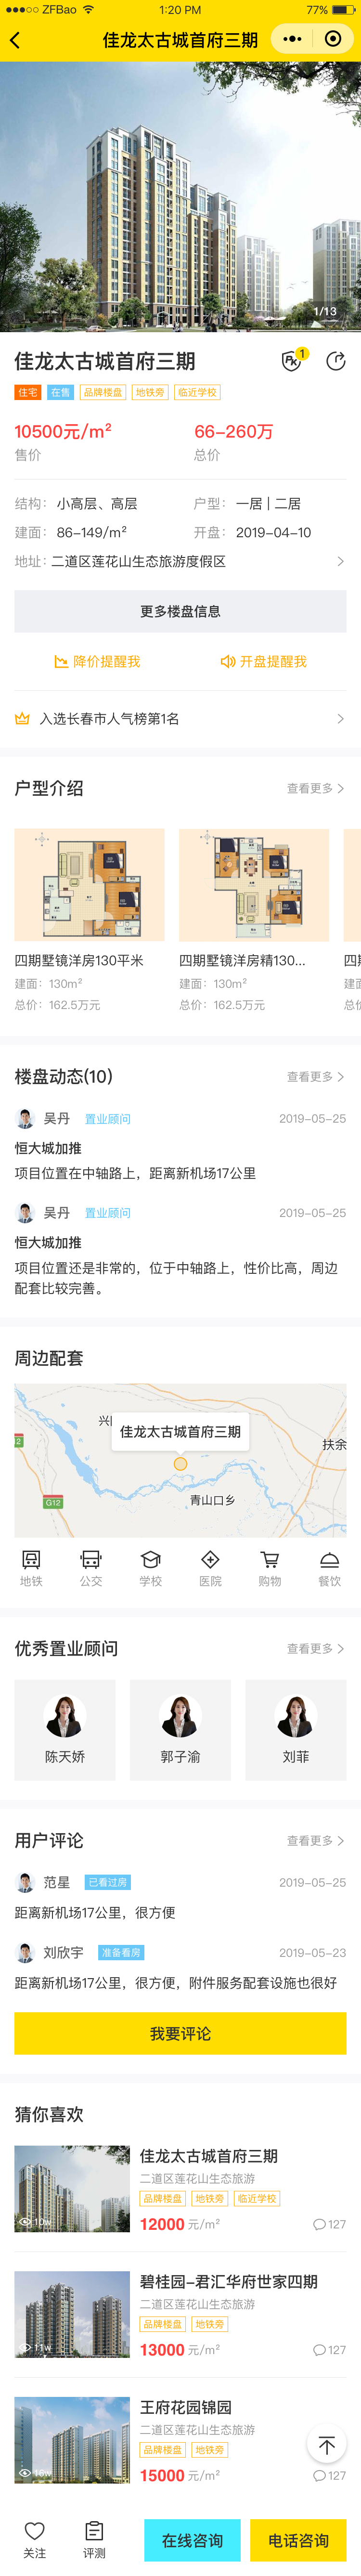 ZFBao 1:20 PM 77%
佳龙太古城首府三期
1/13
佳龙太古城首府三期 PK 1
住宅 在售 品牌楼盘 地铁旁 临近学校
10500元/m² 66-260万
售价 总价
结构： 小高层、高层 户型： 一居 | 二居
建面： 86-149/m² 开盘： 2019-04-10
地址： 二道区莲花山生态旅游度假区
更多楼盘信息
降价提醒我 开盘提醒我
入选长春市人气榜第1名
户型介绍 查看更多
四期墅镜洋房130平米 四期墅镜洋房精130... 四
建面：130m² 建面：130m² 建
总价：162.5万元 总价：162.5万元 总
楼盘动态(10) 查看更多
吴丹 置业顾问 2019-05-25
恒大城加推
项目位置在中轴路上，距离新机场17公里
吴丹 置业顾问 2019-05-25
恒大城加推
项目位置还是非常的，位于中轴路上，性价比高，周边
配套比较完善。
周边配套
佳龙太古城首府三期
扶余
青山口乡
G12
地铁 公交 学校 医院 购物 餐饮
优秀置业顾问 查看更多
陈天娇 郭子渝 刘菲
用户评论 查看更多
范星 已看过房 2019-05-25
距离新机场17公里，很方便
刘欣宇 准备看房 2019-05-23
距离新机场17公里，很方便，附件服务配套设施也很好
我要评论
猜你喜欢
佳龙太古城首府三期
二道区莲花山生态旅游
品牌楼盘 地铁旁 临近学校
10w 12000 元/m² 127
碧桂园-君汇华府世家四期
二道区莲花山生态旅游
品牌楼盘 地铁旁
11w 13000 元/m² 127
王府花园锦园
二道区莲花山生态旅游
品牌楼盘 地铁旁
15000 元/m² 127
关注 评测 在线咨询 电话咨询